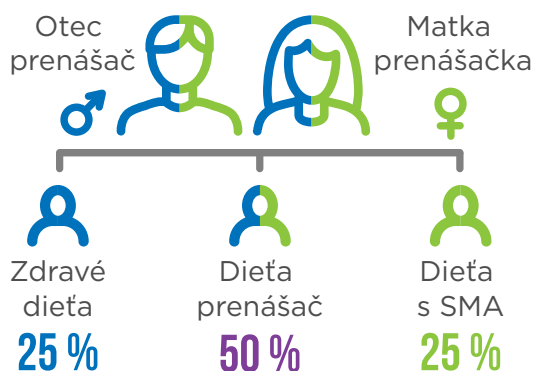 Otec
prenášač
Matka
prenášačka
Zdravé
dieťa
25 %
Dieťa
prenášač
50 %
Dieťa
s SMA
25 %